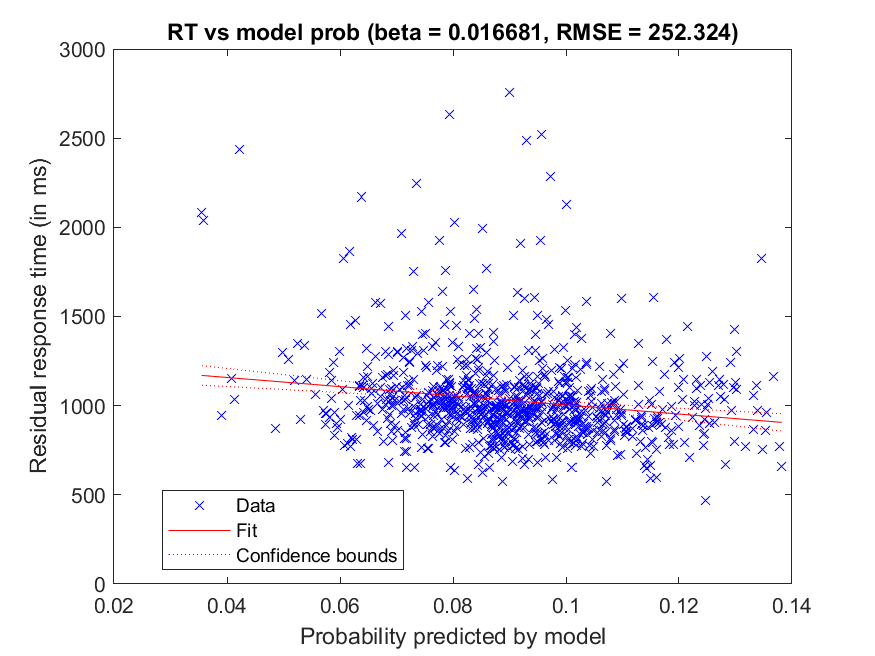 RT vs model prob (beta = 0.016681, RMSE = 252.324)
3000
2500
2000
1500
1000
500
0
Residual response time (in ms)
Data
Fit
Confidence bounds
0.02 0.04 0.06 0.08 0.1 0.12 0.14
Probability predicted by model